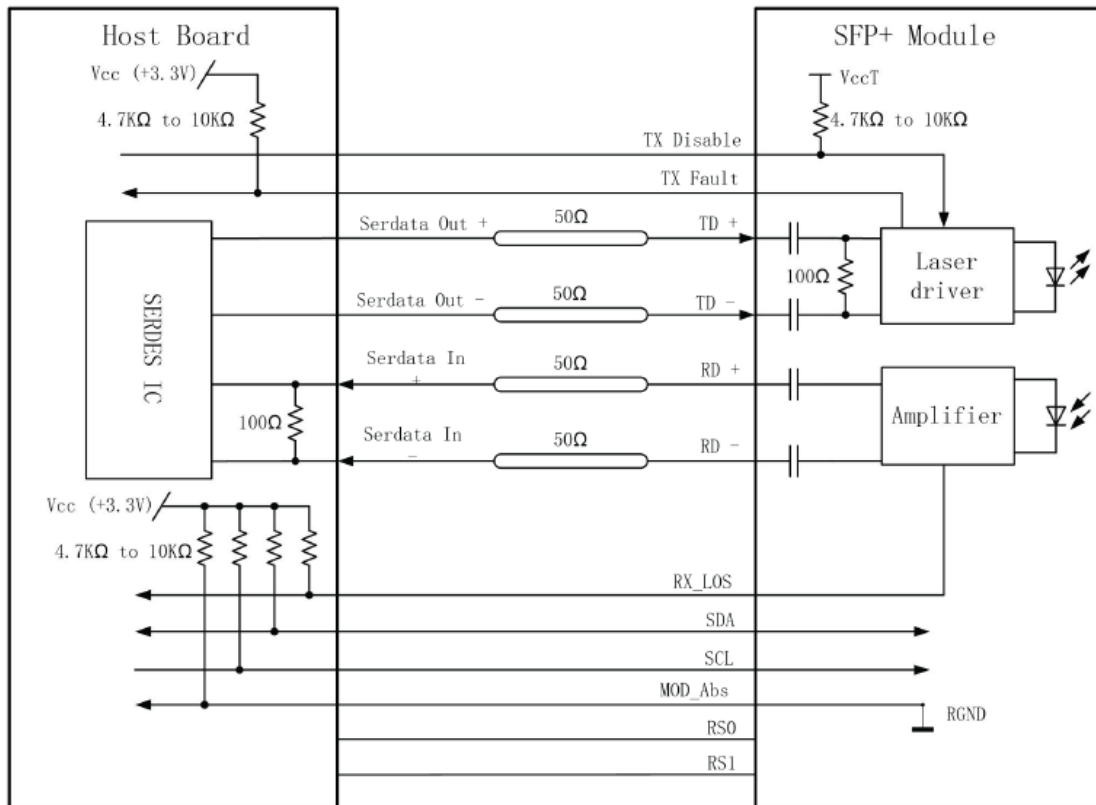 Host Board
SFP+ Module
Vcc (+3.3V)
VccT
4.7KΩ to 10KΩ
4.7KΩ to 10KΩ
TX Disable
TX Fault
Serdata Out +
50Ω
TD +
100Ω
Laser
driver
Serdata Out -
50Ω
TD -
SERDES IC
Serdata In
+
50Ω
RD +
100Ω
Amplifier
Serdata In
-
50Ω
RD -
Vcc (+3.3V)
4.7KΩ to 10KΩ
RX_LOS
SDA
SCL
MOD_Abs
RGND
RS0
RS1